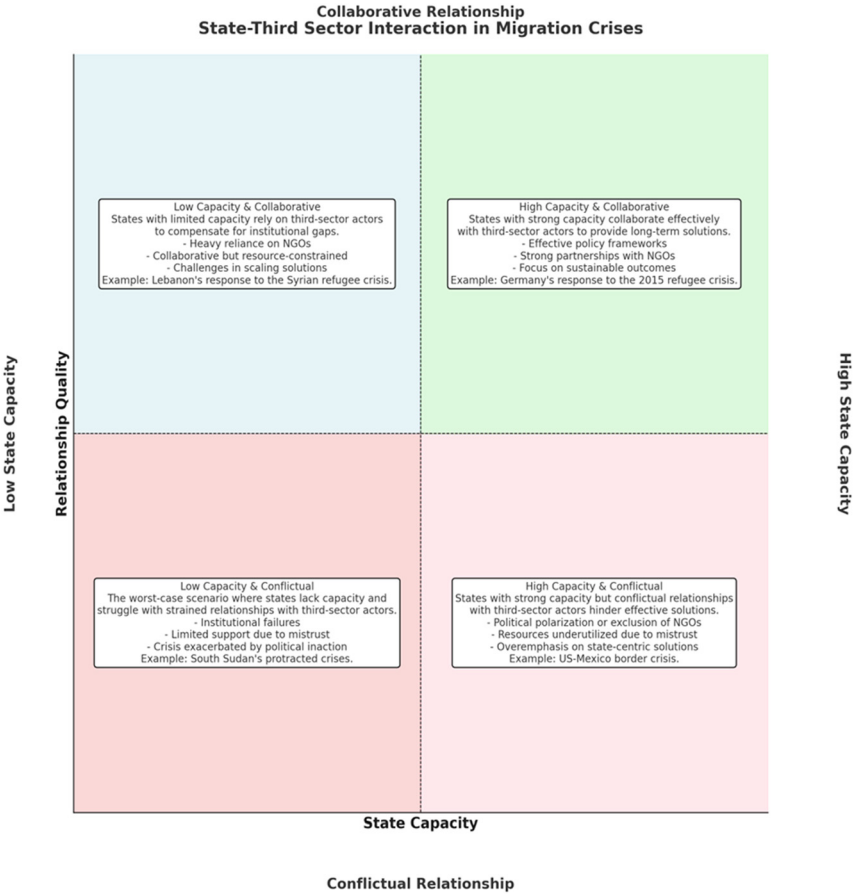 Collaborative Relationship
State-Third Sector Interaction in Migration Crises
Low Capacity & Collaborative
States with limited capacity rely on third-sector actors
to compensate for institutional gaps.
- Heavy reliance on NGOs
- Collaborative but resource-constrained
- Challenges in scaling solutions
Example: Lebanon's response to the Syrian refugee crisis.
High Capacity & Collaborative
States with strong capacity collaborate effectively
with third-sector actors to provide long-term solutions.
- Effective policy frameworks
- Strong partnerships with NGOs
- Focus on sustainable outcomes
Example: Germany's response to the 2015 refugee crisis.
Low State Capacity
Relationship Quality
High State Capacity
Low Capacity & Conflictual
The worst-case scenario where states lack capacity and
struggle with strained relationships with third-sector actors.
- Institutional failures
- Limited support due to mistrust
- Crisis exacerbated by political inaction
Example: South Sudan's protracted crises.
High Capacity & Conflictual
States with strong capacity but conflictual relationships
with third-sector actors hinder effective solutions.
- Political polarization or exclusion of NGOs
- Resources underutilized due to mistrust
- Overemphasis on state-centric solutions
Example: US-Mexico border crisis.
State Capacity
Conflictual Relationship